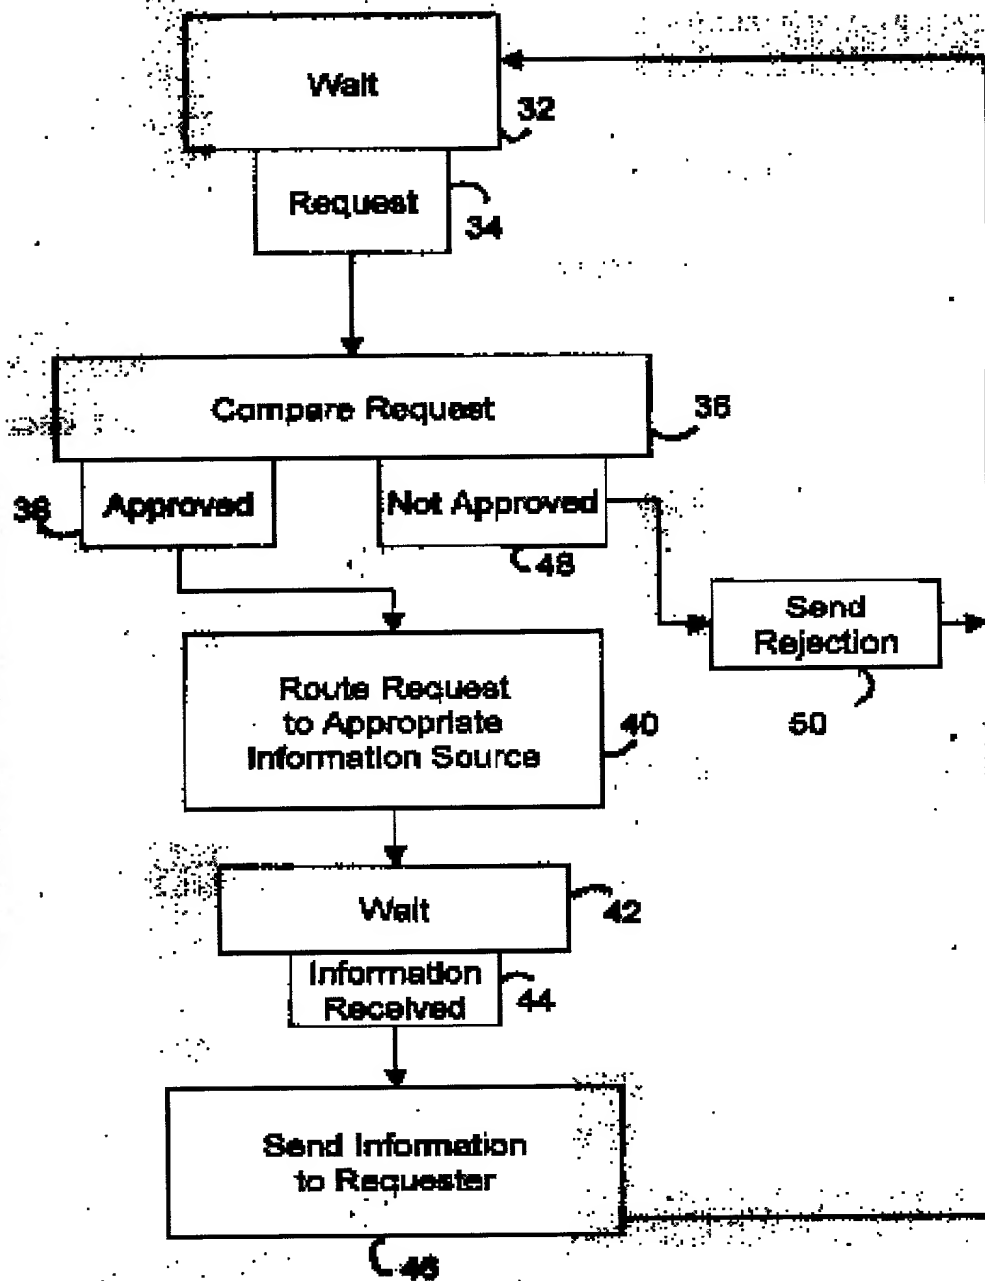 Wait
32
Request
34
Compare Request
36
Approved
38
Not Approved
48
Send
Rejection
50
Route Request
to Appropriate
Information Source
40
Wait
42
Information
Received
44
Send Information
to Requester
46